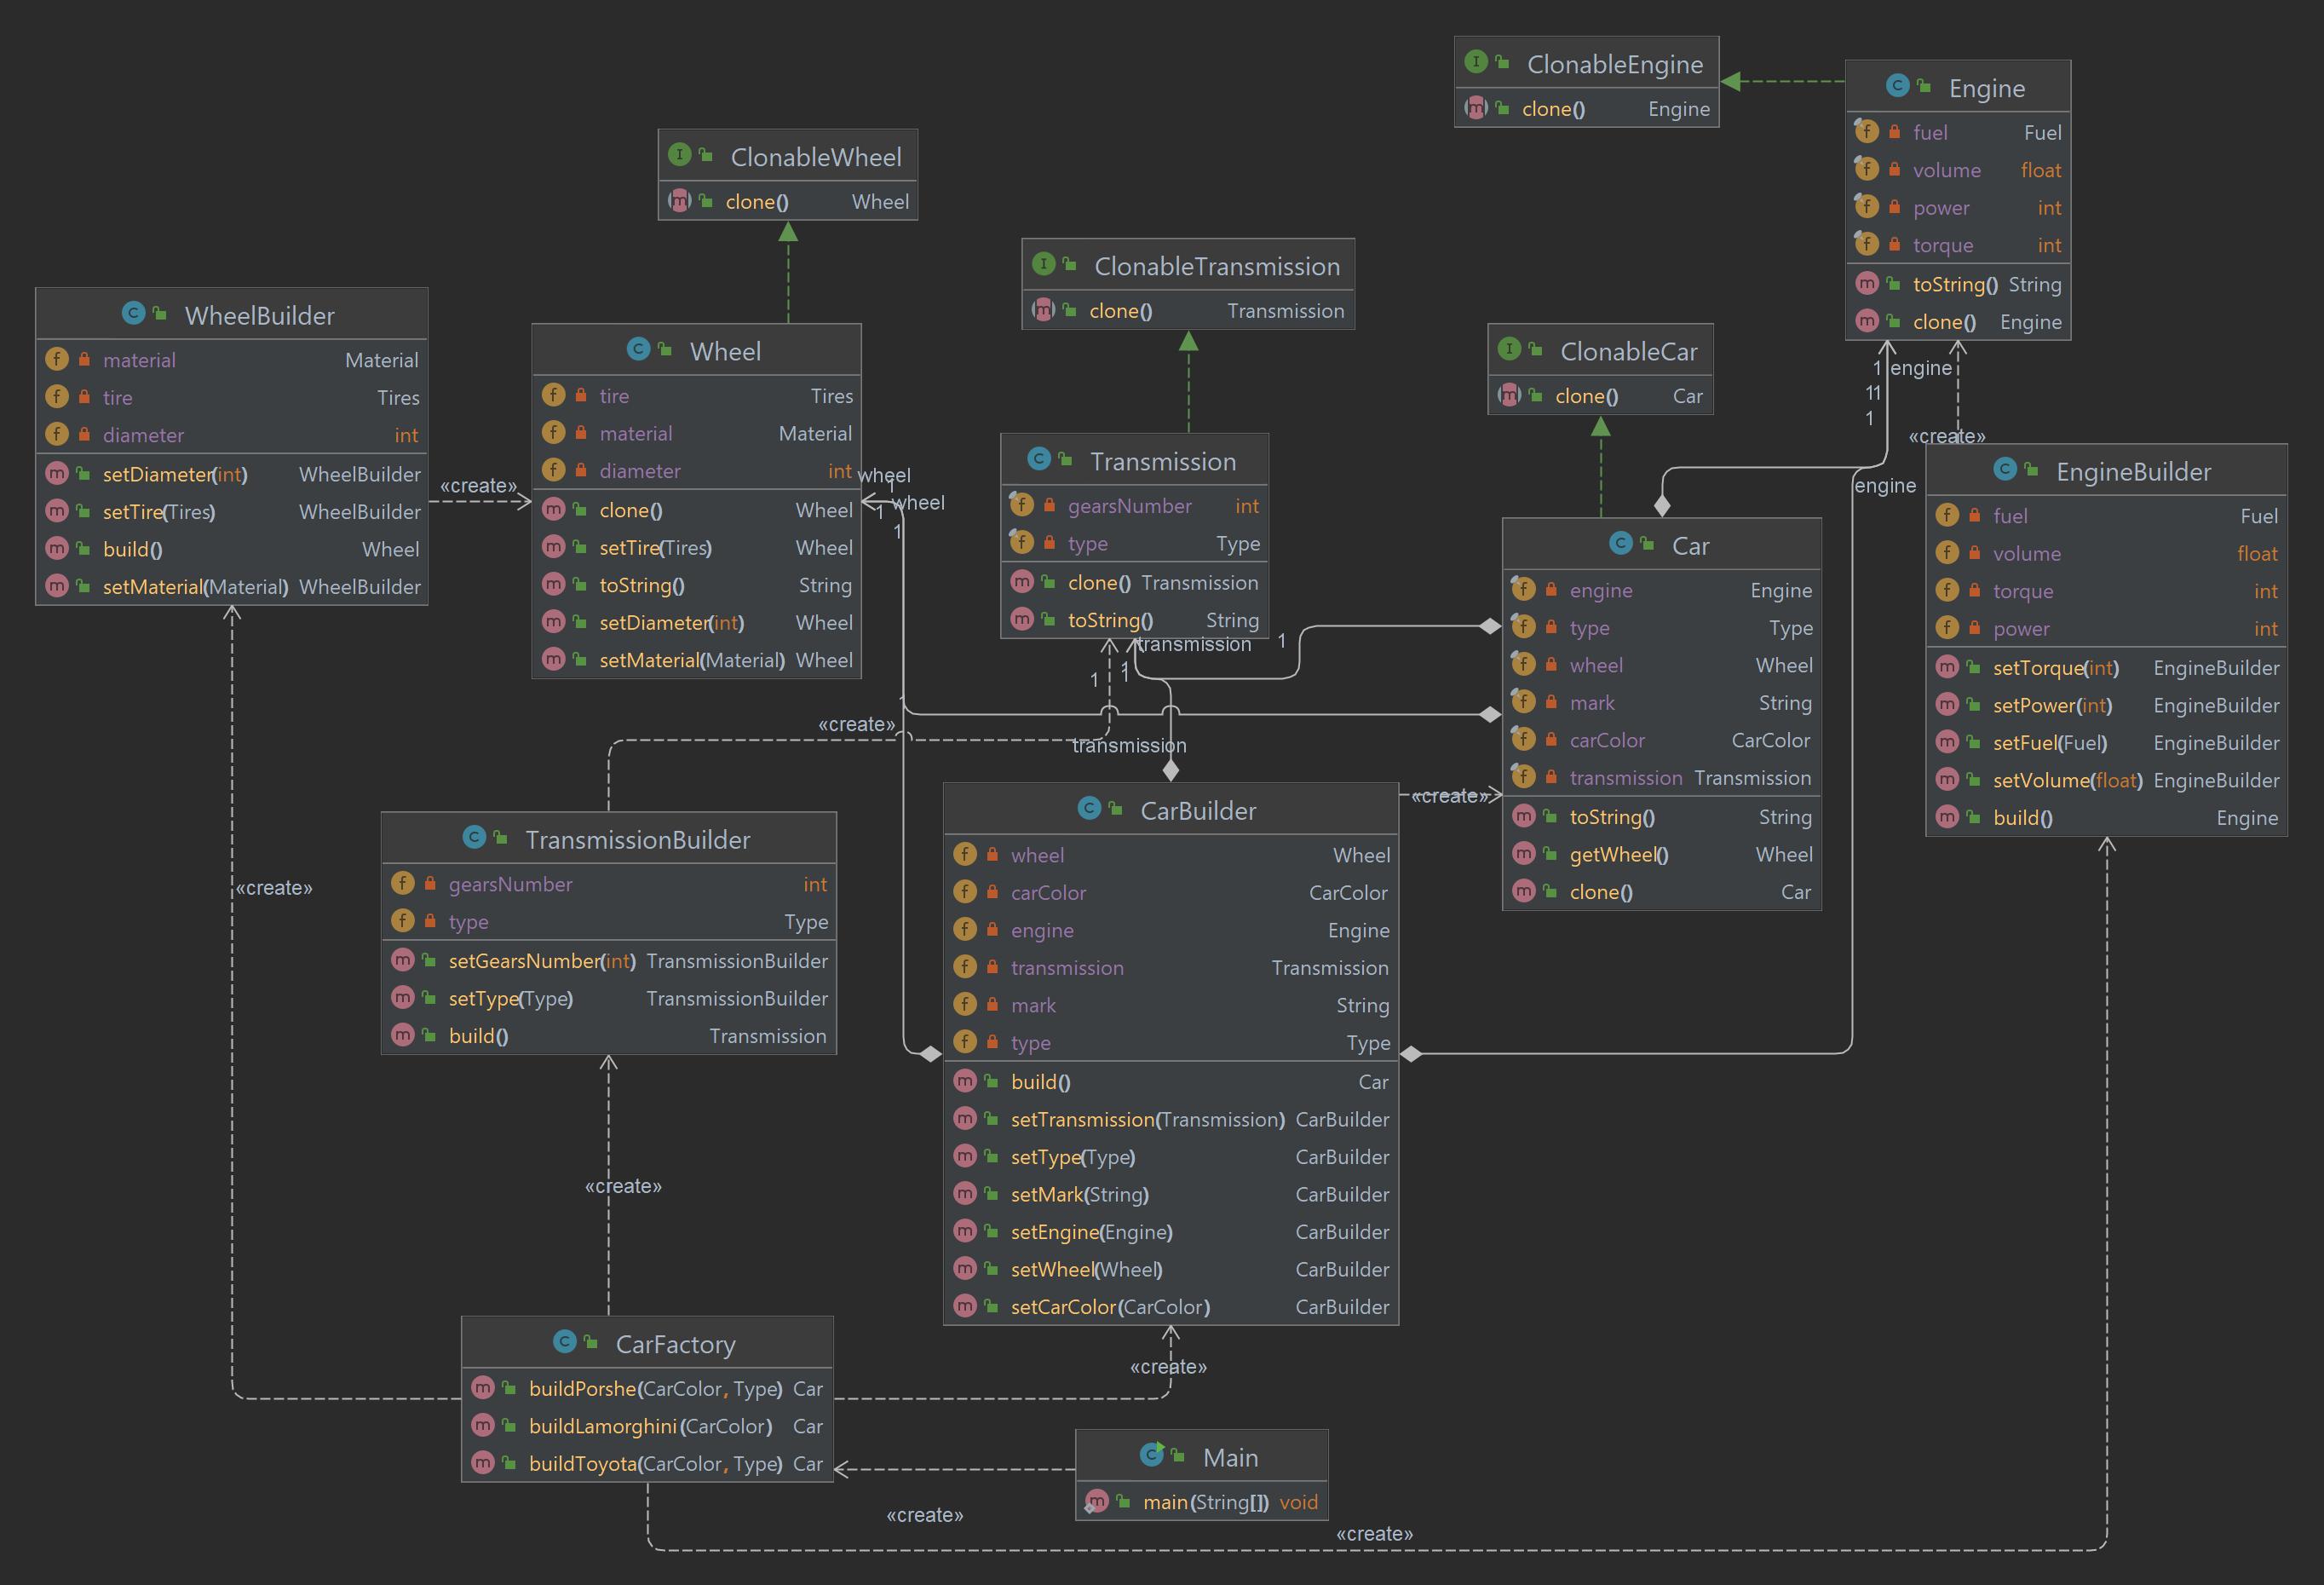 ClonableEngine
clone() Engine
Engine
fuel Fuel
volume float
power int
torque int
toString() String
clone() Engine
ClonableWheel
clone() Wheel
ClonableTransmission
clone() Transmission
WheelBuilder
material Material
tire Tires
diameter int
setDiameter(int) WheelBuilder
setTire(Tires) WheelBuilder
build() Wheel
setMaterial(Material) WheelBuilder
«create»
Wheel
tire Tires
material Material
diameter int
clone() Wheel
setTire(Tires) Wheel
toString() String
setDiameter(int) Wheel
setMaterial(Material) Wheel
wheel
1
wheel
1
1
ClonableCar
clone() Car
1 engine
11
1
«create»
engine
Transmission
gearsNumber int
type Type
clone() Transmission
toString() String
transmission 1
1
1
EngineBuilder
fuel Fuel
volume float
torque int
power int
setTorque(int) EngineBuilder
setPower(int) EngineBuilder
setFuel(Fuel) EngineBuilder
setVolume(float) EngineBuilder
build() Engine
Car
engine Engine
type Type
wheel Wheel
mark String
carColor CarColor
transmission Transmission
toString() String
getWheel() Wheel
clone() Car
1
«create»
transmission
«create»
TransmissionBuilder
gearsNumber int
type Type
setGearsNumber(int) TransmissionBuilder
setType(Type) TransmissionBuilder
build() Transmission
CarBuilder
wheel Wheel
carColor CarColor
engine Engine
transmission Transmission
mark String
type Type
build() Car
setTransmission(Transmission) CarBuilder
setType(Type) CarBuilder
setMark(String) CarBuilder
setEngine(Engine) CarBuilder
setWheel(Wheel) CarBuilder
setCarColor(CarColor) CarBuilder
«create»
«create»
«create»
CarFactory
buildPorshe(CarColor, Type) Car
buildLamorghini(CarColor) Car
buildToyota(CarColor, Type) Car
Main
main(String[]) void
«create»
«create»